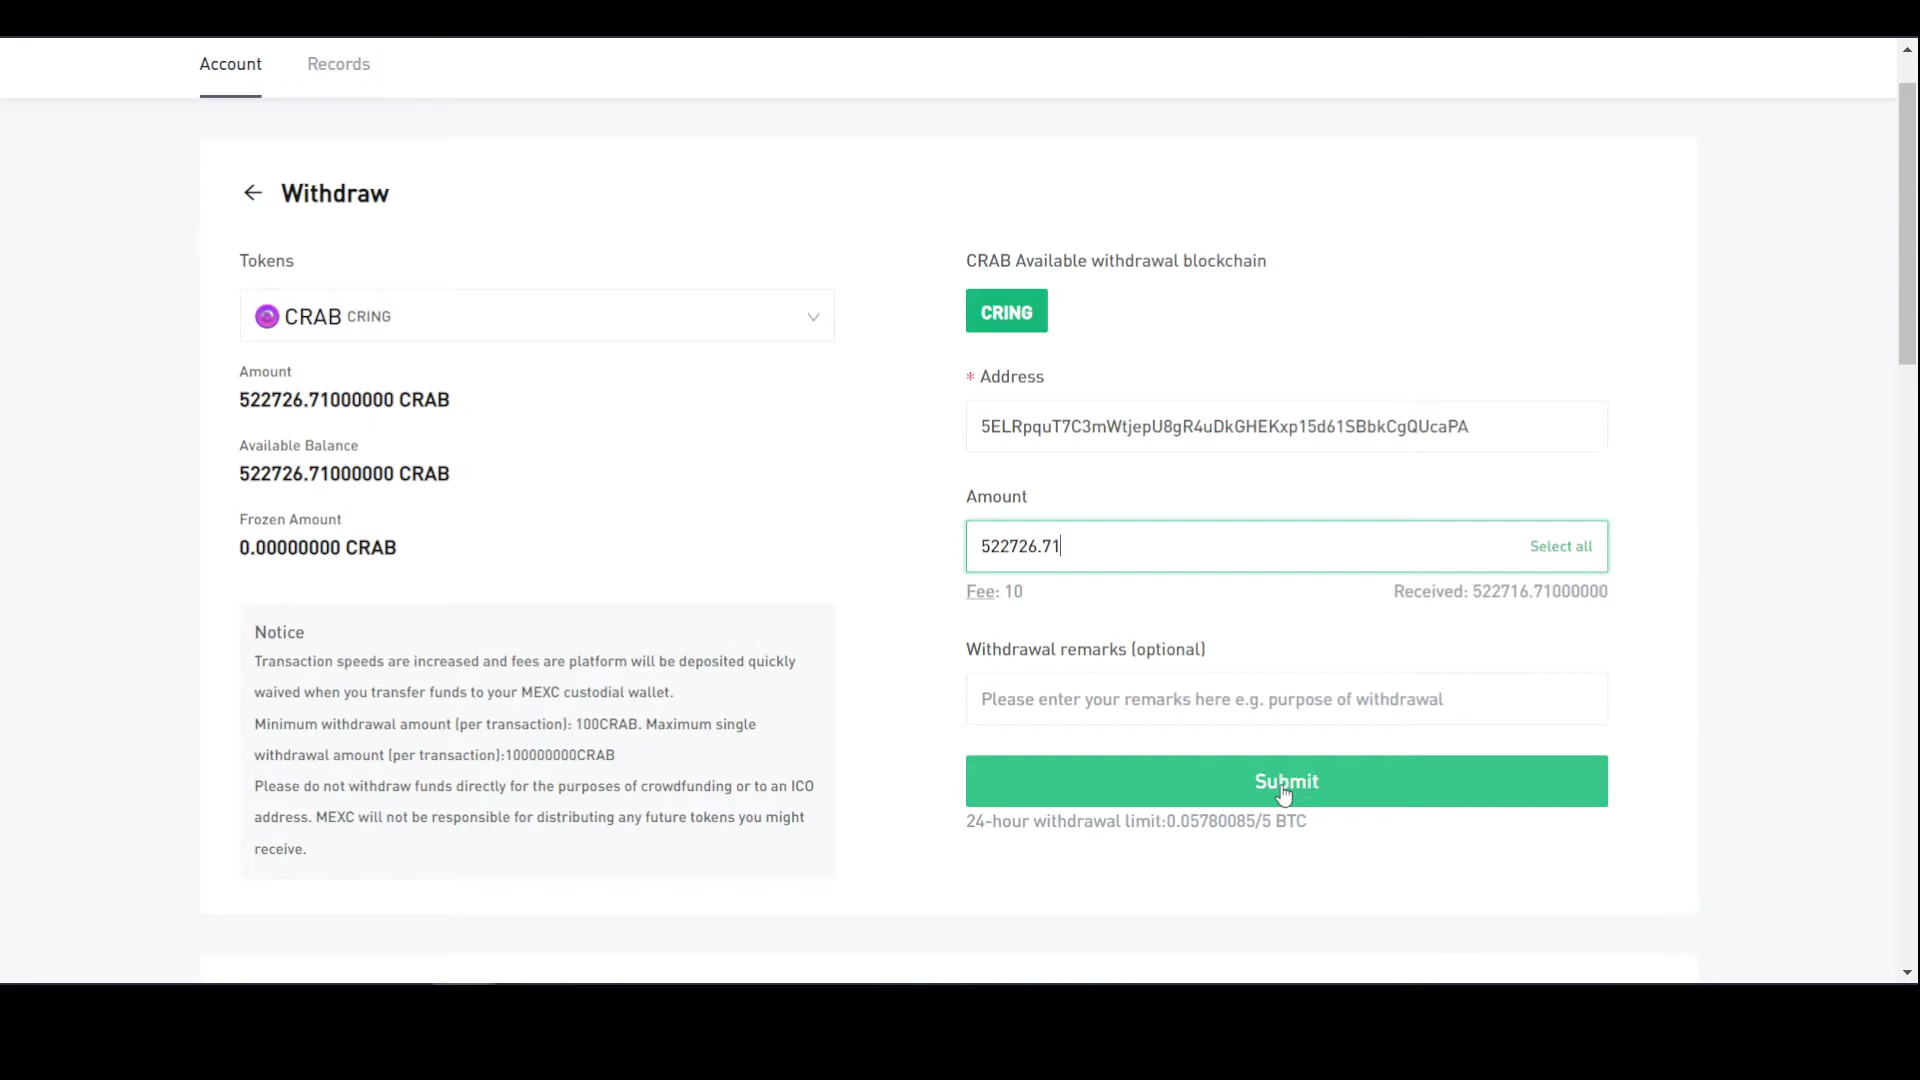 Account Records
Withdraw
Tokens
CRAB CRING
Amount
522726.71000000 CRAB
Available Balance
522726.71000000 CRAB
Frozen Amount
0.00000000 CRAB
Notice
Transaction speeds are increased and fees are platform will be deposited quickly
waived when you transfer funds to your MEXC custodial wallet.
Minimum withdrawal amount (per transaction): 100CRAB. Maximum single
withdrawal amount (per transaction):100000000CRAB
Please do not withdraw funds directly for the purposes of crowdfunding or to an ICO
address. MEXC will not be responsible for distributing any future tokens you might
receive.
CRAB Available withdrawal blockchain
CRING
* Address
5ELRpquT7C3mWtjepU8gR4uDkGHEKxp15d61SBbkCgQUcaPA
Amount
522726.71 Select all
Fee: 10 Received: 522716.71000000
Withdrawal remarks (optional)
Please enter your remarks here e.g. purpose of withdrawal
Submit
24-hour withdrawal limit:0.05780085/5 BTC